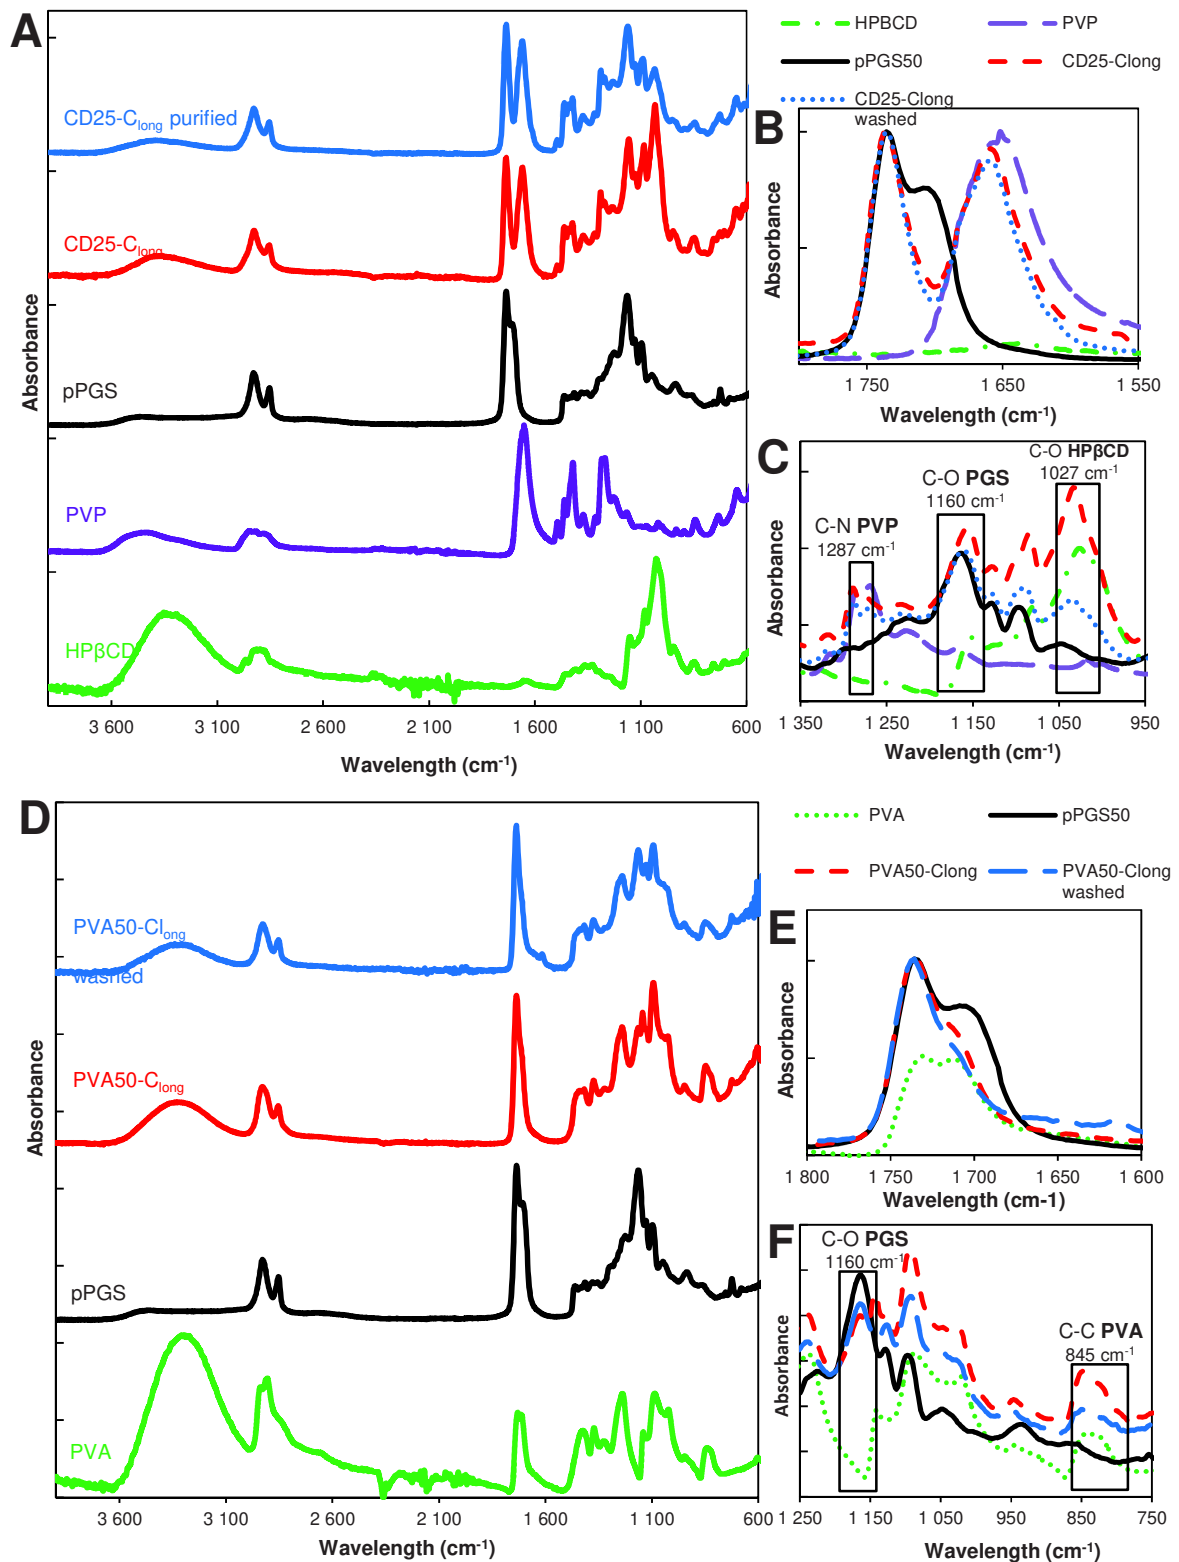 A
CD25-Clong purified
CD25-Clong
pPGS
PVP
HPβCD
Absorbance
3 600
3 100
2 600
2 100
1 600
1 100
600
Wavelength (cm-1)
HPBCD
PVP
pPGS50
CD25-Clong
CD25-Clong
washed
B
Absorbance
1 750
1 650
1 550
Wavelength (cm-1)
C
C-O HPβCD
1027 cm-1
C-O PGS
1160 cm-1
C-N PVP
1287 cm-1
Absorbance
1 350
1 250
1 150
1 050
950
Wavelength (cm-1)
D
PVA50-Clong
washed
PVA50-Clong
pPGS
PVA
Absorbance
3 600
3 100
2 600
2 100
1 600
1 100
600
Wavelength (cm-1)
PVA
pPGS50
PVA50-Clong
PVA50-Clong
washed
E
Absorbance
1 800
1 750
1 700
1 650
1 600
Wavelength (cm-1)
F
C-O PGS
1160 cm-1
C-C PVA
845 cm-1
Absorbance
1 250
1 150
1 050
950
850
750
Wavelength (cm-1)